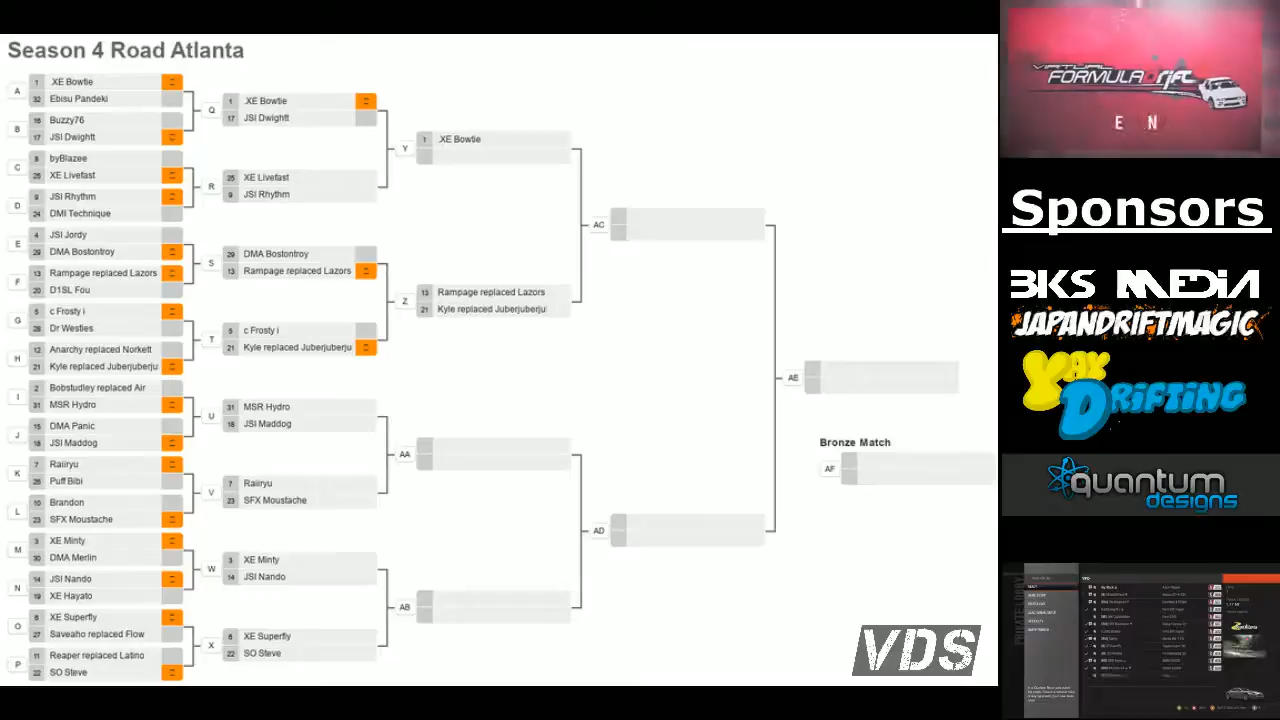 Season 4 Road Atlanta
A
1 .XE Bowtie
32 Ebisu Pandeki
B
16 Buzzy76
17 JSI Dwightt
C
8 byBlazee
25 XE Livefast
D
9 JSI Rhythm
24 DMI Technique
E
4 JSI Jordy
29 DMA Bostontroy
F
13 Rampage replaced Lazors
20 D1SL Fou
G
5 c Frosty i
28 Dr Westies
H
12 Anarchy replaced Norkett
21 Kyle replaced Juberjuberju
I
2 Bobstudley replaced Air
31 MSR Hydro
J
15 DMA Panic
18 JSI Maddog
K
7 Raiiryu
26 Puff Bibi
L
10 Brandon
23 SFX Moustache
M
3 XE Minty
30 DMA Merlin
N
14 JSI Nando
19 XE Hayato
O
6 XE Superfly
27 Saveaho replaced Flow
P
11 Reaper replaced Latino
22 SO Steve
Q
1 .XE Bowtie
17 JSI Dwightt
R
25 XE Livefast
9 JSI Rhythm
S
29 DMA Bostontroy
13 Rampage replaced Lazors
T
5 c Frosty i
21 Kyle replaced Juberjuberju
U
31 MSR Hydro
18 JSI Maddog
V
7 Raiiryu
23 SFX Moustache
W
3 XE Minty
14 JSI Nando
X
6 XE Superfly
22 SO Steve
Y
1 .XE Bowtie
Z
13 Rampage replaced Lazors
21 Kyle replaced Juberjuberju
AA
AB
AC
AD
AE
Bronze Match
AF
VDS
VIRTUAL
FORMULA DRIFT
E N
Sponsors
BKS MEDIA
JAPANDRIFTMAGIC
YAX
DRIFTING
quantum
designs
PRIVATE LOBBY